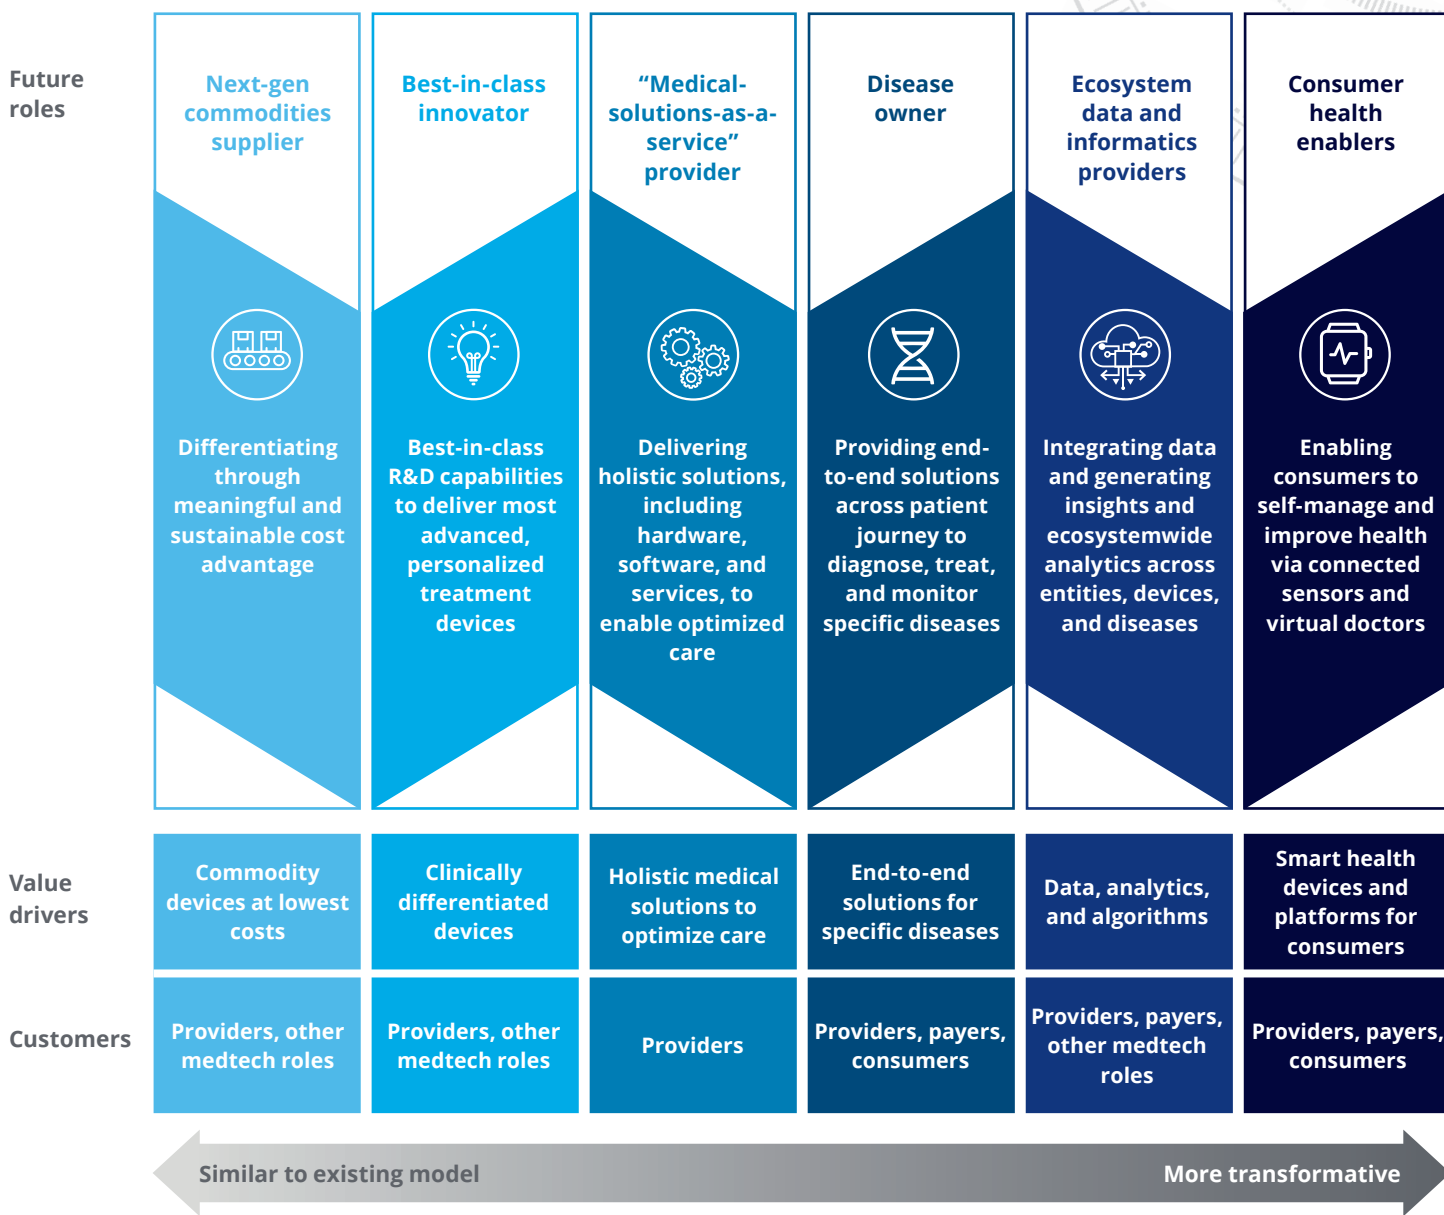 Future
roles
Next-gen
commodities
supplier
Best-in-class
innovator
“Medical-
solutions-as-a-
service”
provider
Disease
owner
Ecosystem
data and
informatics
providers
Consumer
health
enablers
Differentiating
through
meaningful and
sustainable cost
advantage
Best-in-class
R&D capabilities
to deliver most
advanced,
personalized
treatment
devices
Delivering
holistic solutions,
including
hardware,
software, and
services, to
enable optimized
care
Providing end-
to-end solutions
across patient
journey to
diagnose, treat,
and monitor
specific diseases
Integrating data
and generating
insights and
ecosystemwide
analytics across
entities, devices,
and diseases
Enabling
consumers to
self-manage and
improve health
via connected
sensors and
virtual doctors
Value
drivers
Commodity
devices at lowest
costs
Clinically
differentiated
devices
Holistic medical
solutions to
optimize care
End-to-end
solutions for
specific diseases
Data, analytics,
and algorithms
Smart health
devices and
platforms for
consumers
Customers
Providers, other
medtech roles
Providers, other
medtech roles
Providers
Providers, payers,
consumers
Providers, payers,
other medtech
roles
Providers, payers,
consumers
Similar to existing model
More transformative